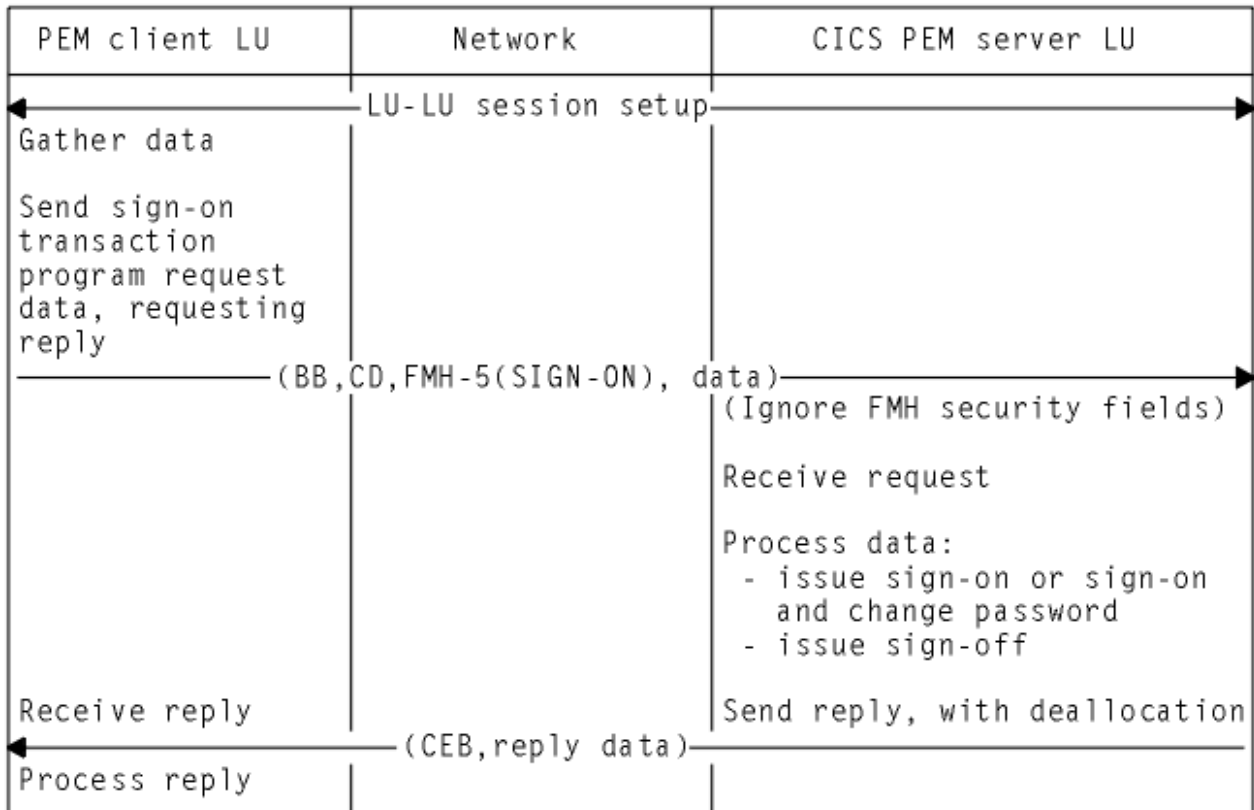 PEM client LU
Network
CICS PEM server LU
LU-LU session setup
Gather data
Send sign-on
transaction
program request
data, requesting
reply
(BB,CD,FMH-5(SIGN-ON), data)
(Ignore FMH security fields)
Receive request
Process data:
- issue sign-on or sign-on
and change password
- issue sign-off
Receive reply
Send reply, with deallocation
(CEB,reply data)
Process reply